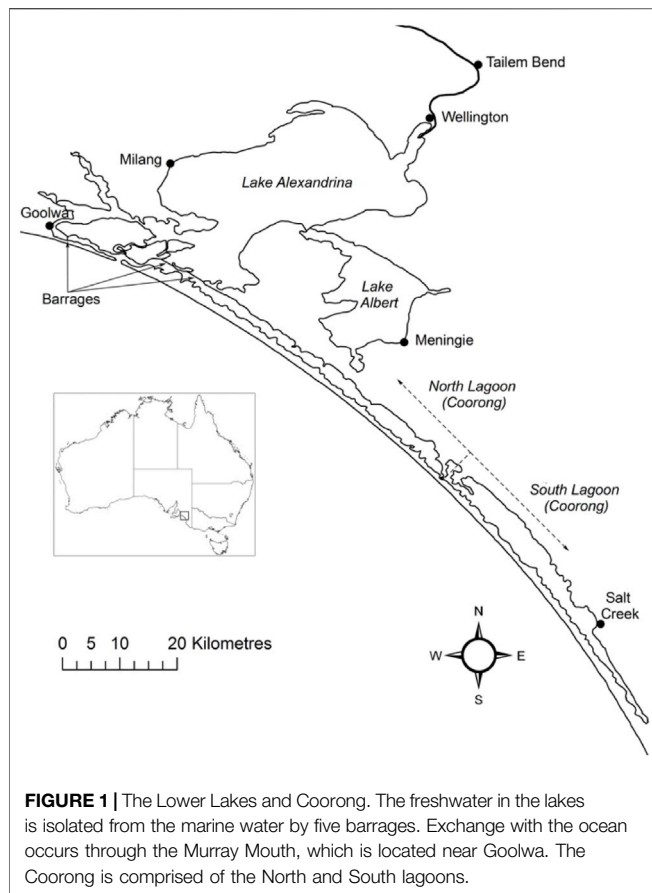 Tailem Bend
Wellington
Milang
Lake Alexandrina
Goolwa
Barrages
Lake
Albert
Meningie
North Lagoon
(Coorong)
South Lagoon
(Coorong)
Salt
Creek
0 5 10 20 Kilometres
N
W E
S
FIGURE 1 | The Lower Lakes and Coorong. The freshwater in the lakes
is isolated from the marine water by five barrages. Exchange with the ocean
occurs through the Murray Mouth, which is located near Goolwa. The
Coorong is comprised of the North and South lagoons.